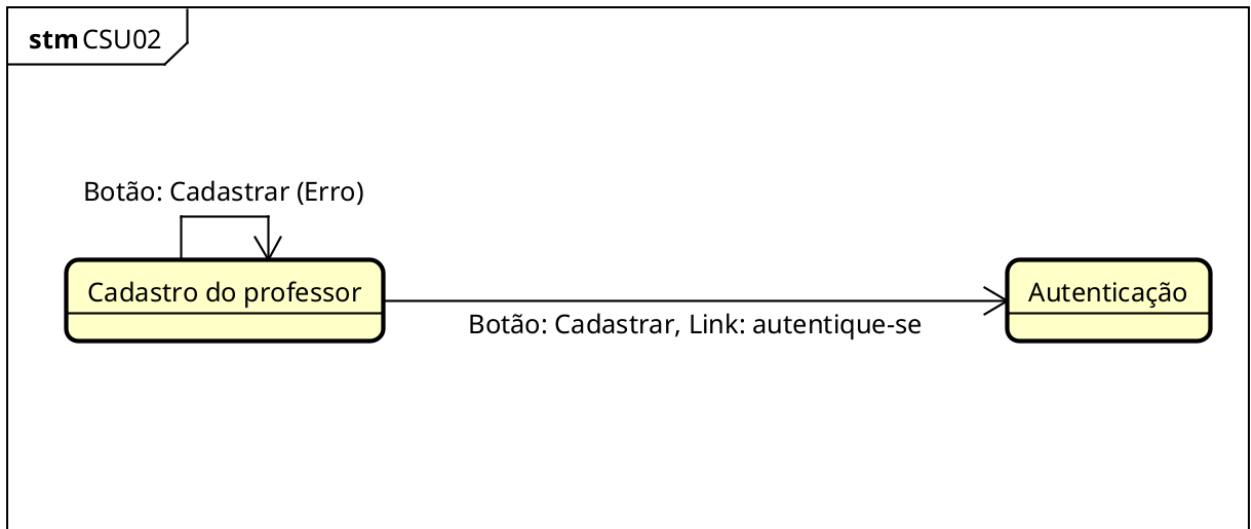 stm CSU02
Botão: Cadastrar (Erro)
Cadastro do professor
Autenticação
Botão: Cadastrar, Link: autentique-se